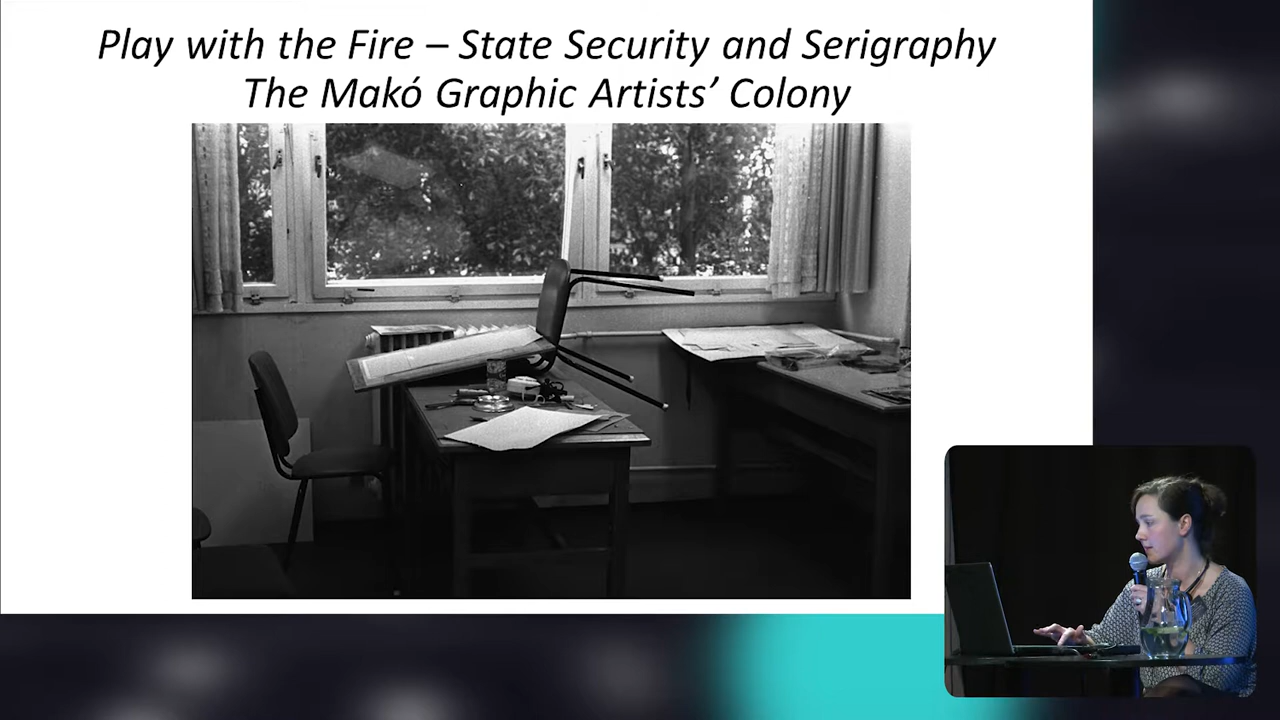 Play with the Fire – State Security and Serigraphy
The Makó Graphic Artists’ Colony